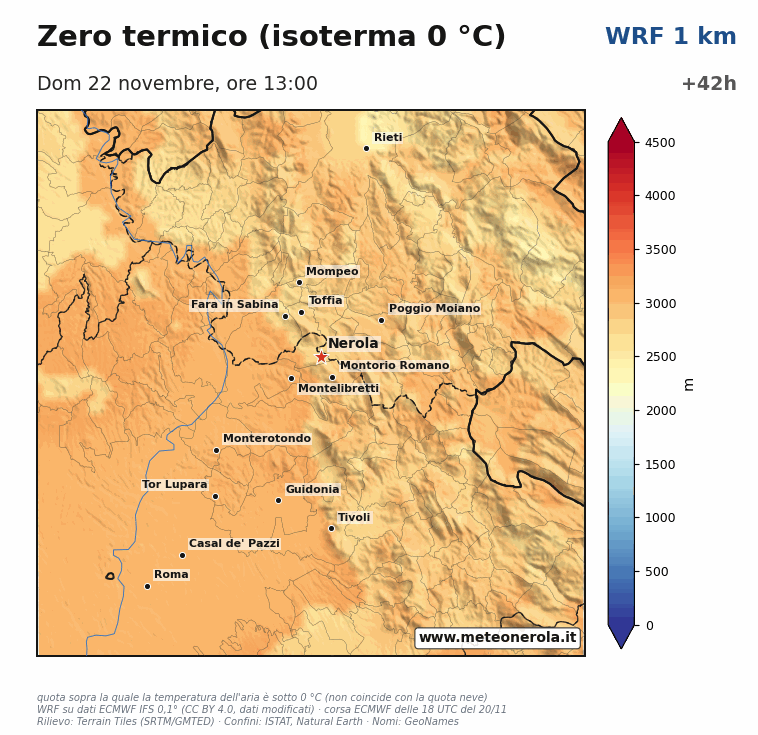 Zero termico (isoterma 0 °C)
WRF 1 km
Dom 22 novembre, ore 13:00
+42h
Rieti
Mompeo
Toffia
Fara in Sabina
Poggio Moiano
Nerola
Montorio Romano
Montelibretti
Monterotondo
Tor Lupara
Guidonia
Tivoli
Casal de' Pazzi
Roma
www.meteonerola.it
4500
4000
3500
3000
2500
2000
1500
1000
500
0
m
quota sopra la quale la temperatura dell'aria è sotto 0 °C (non coincide con la quota neve)
WRF su dati ECMWF IFS 0,1° (CC BY 4.0, dati modificati) · corsa ECMWF delle 18 UTC del 20/11
Rilievo: Terrain Tiles (SRTM/GMTED) · Confini: ISTAT, Natural Earth · Nomi: GeoNames